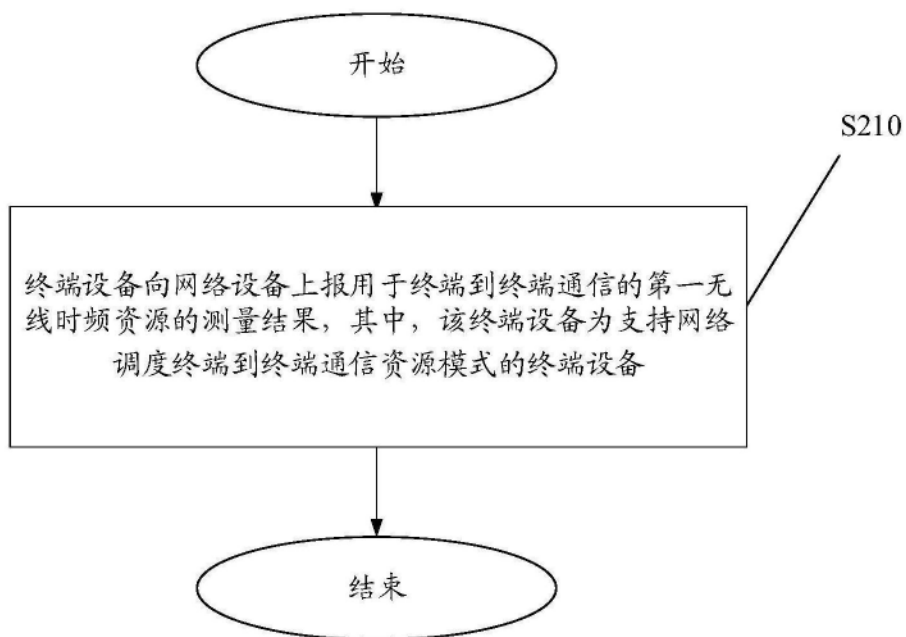 开始
S210
终端设备向网络设备上报用于终端到终端通信的第一无
线时频资源的测量结果，其中，该终端设备为支持网络
调度终端到终端通信资源模式的终端设备
结束